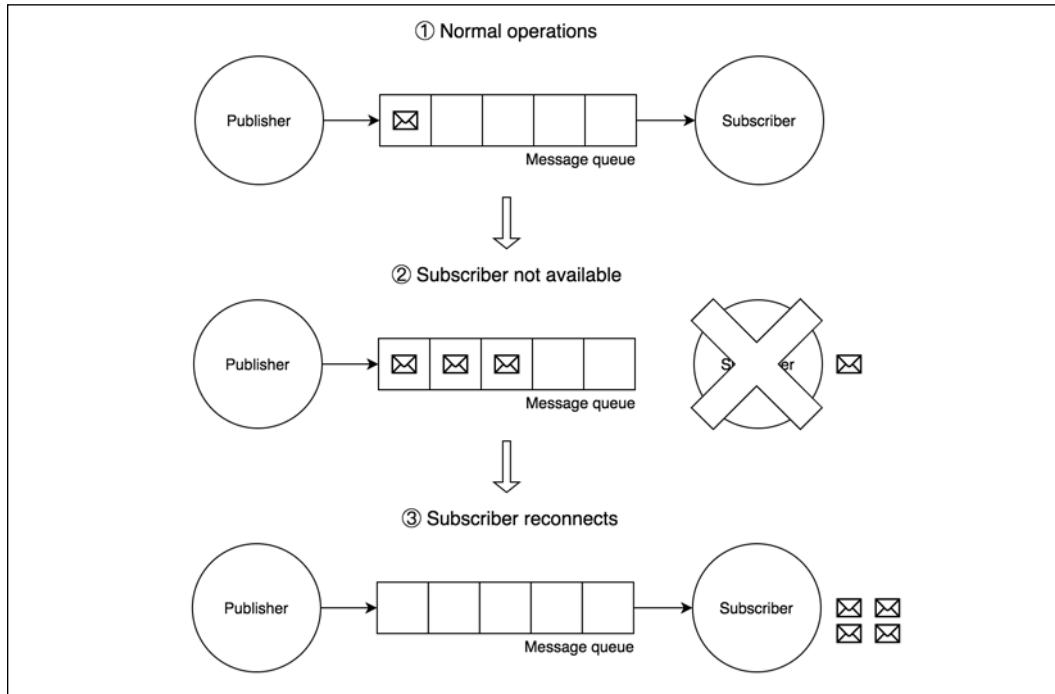 ① Normal operations
Publisher
Subscriber
Message queue
② Subscriber not available
Publisher
S er
Message queue
③ Subscriber reconnects
Publisher
Subscriber
Message queue